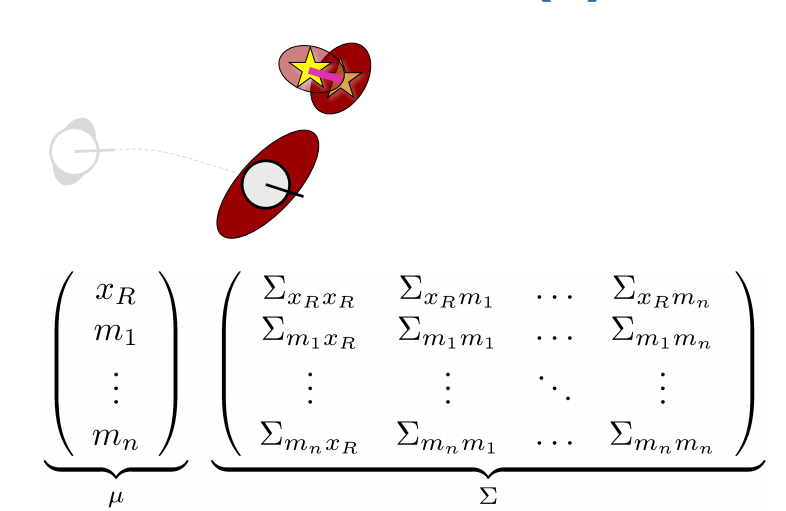 x_R Σ_{x_R x_R} Σ_{x_R m_1} … Σ_{x_R m_n}
m_1 Σ_{m_1 x_R} Σ_{m_1 m_1} … Σ_{m_1 m_n}
⋮ ⋮ ⋮ ⋱ ⋮
m_n Σ_{m_n x_R} Σ_{m_n m_1} … Σ_{m_n m_n}
μ Σ